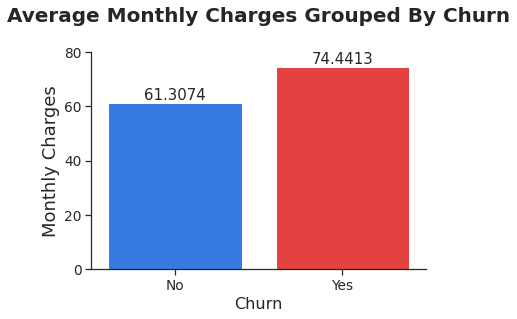 Average Monthly Charges Grouped By Churn
80
60
40
20
0
Monthly Charges
61.3074
74.4413
No
Yes
Churn